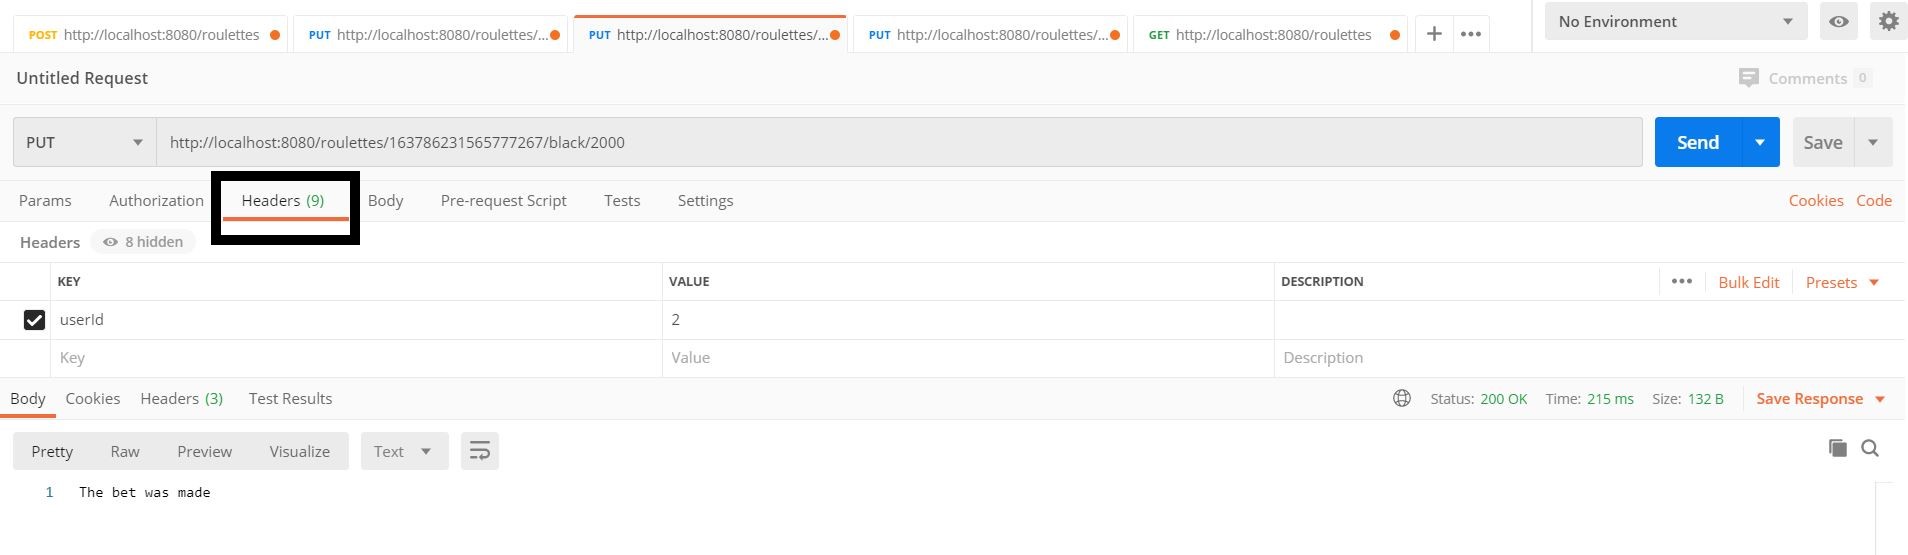 POST http://localhost:8080/roulettes PUT http://localhost:8080/roulettes/... PUT http://localhost:8080/roulettes/... PUT http://localhost:8080/roulettes/... GET http://localhost:8080/roulettes + ••• No Environment
Untitled Request Comments 0
PUT http://localhost:8080/roulettes/163786231565777267/black/2000 Send Save
Params Authorization Headers (9) Body Pre-request Script Tests Settings Cookies Code
Headers 8 hidden
KEY VALUE DESCRIPTION ••• Bulk Edit Presets
userId 2
Key Value Description
Body Cookies Headers (3) Test Results Status: 200 OK Time: 215 ms Size: 132 B Save Response
Pretty Raw Preview Visualize Text
1 The bet was made